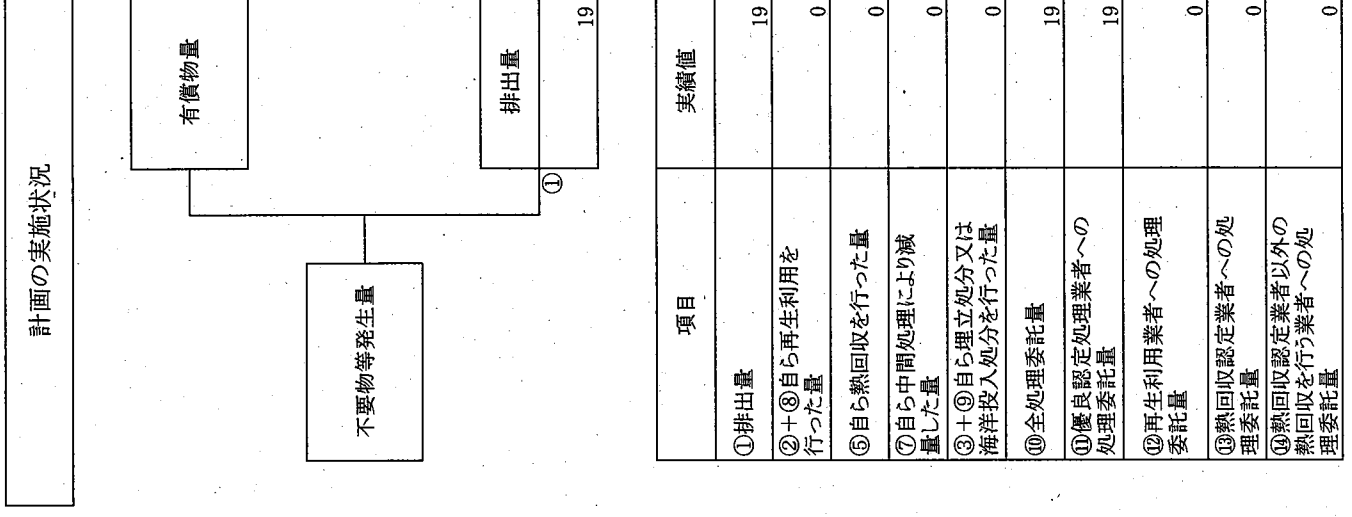 計画の実施状況
不要物等発生量
有償物量
①
排出量
19
項目
実績値
①排出量
19
②+⑧自ら再生利用を
行った量
0
⑤自ら熱回収を行った量
0
⑦自ら中間処理により減
量した量
0
③+⑨自ら埋立処分又は
海洋投入処分を行った量
0
⑩全処理委託量
19
⑪優良認定処理業者への
処理委託量
19
⑫再生利用業者への処理
委託量
0
⑬熱回収認定業者への処
理委託量
0
⑭熱回収認定業者以外の
熱回収を行う業者への処
理委託量
0